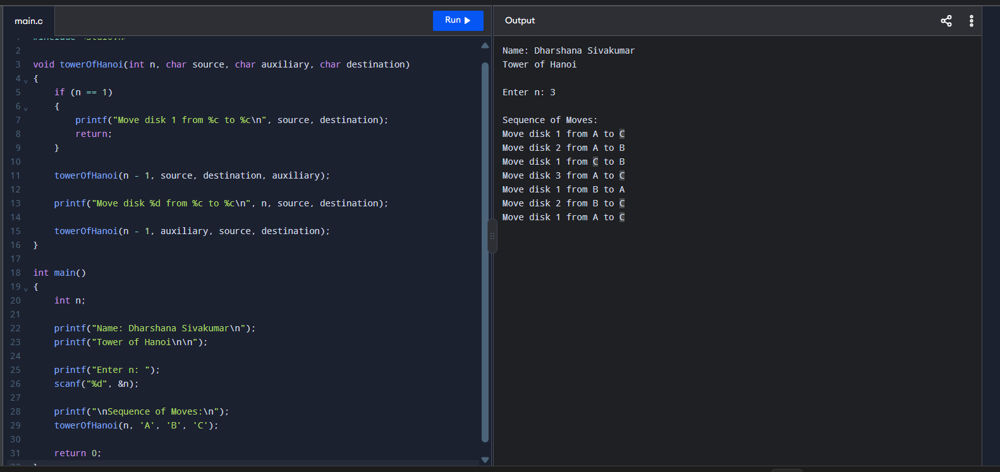 main.c
Run
Output
2
3 void towerOfHanoi(int n, char source, char auxiliary, char destination)
4 {
5     if (n == 1)
6     {
7         printf("Move disk 1 from %c to %c\n", source, destination);
8         return;
9     }
10
11     towerOfHanoi(n - 1, source, destination, auxiliary);
12
13     printf("Move disk %d from %c to %c\n", n, source, destination);
14
15     towerOfHanoi(n - 1, auxiliary, source, destination);
16 }
17
18 int main()
19 {
20     int n;
21
22     printf("Name: Dharshana Sivakumar\n");
23     printf("Tower of Hanoi\n\n");
24
25     printf("Enter n: ");
26     scanf("%d", &n);
27
28     printf("\nSequence of Moves:\n");
29     towerOfHanoi(n, 'A', 'B', 'C');
30
31     return 0;
Name: Dharshana Sivakumar
Tower of Hanoi
Enter n: 3
Sequence of Moves:
Move disk 1 from A to C
Move disk 2 from A to B
Move disk 1 from C to B
Move disk 3 from A to C
Move disk 1 from B to A
Move disk 2 from B to C
Move disk 1 from A to C